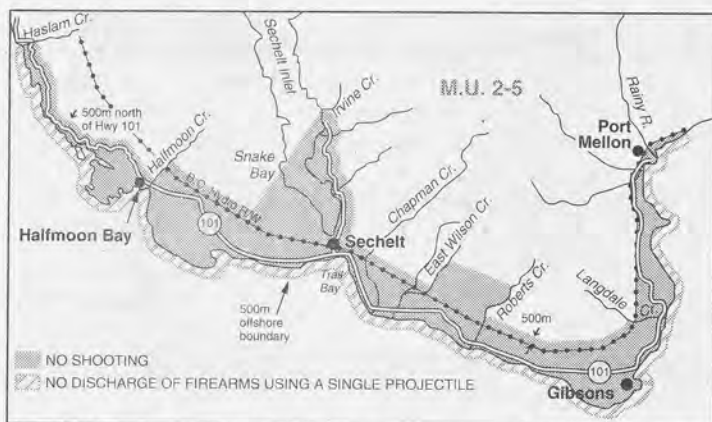 Haslam Cr.
500m north
of Hwy 101
Halfmoon Cr.
Halfmoon Bay
Sechelt Inlet
Irvine Cr.
M.U. 2-5
Rainy R.
Port
Mellon
Snake
Bay
B.C. Hydro R/W
101
Sechelt
Chapman Cr.
East Wilson Cr.
Trail
Bay
500m
offshore
boundary
Roberts Cr.
500m
Langdale
Cr.
101
Gibsons
NO SHOOTING
NO DISCHARGE OF FIREARMS USING A SINGLE PROJECTILE